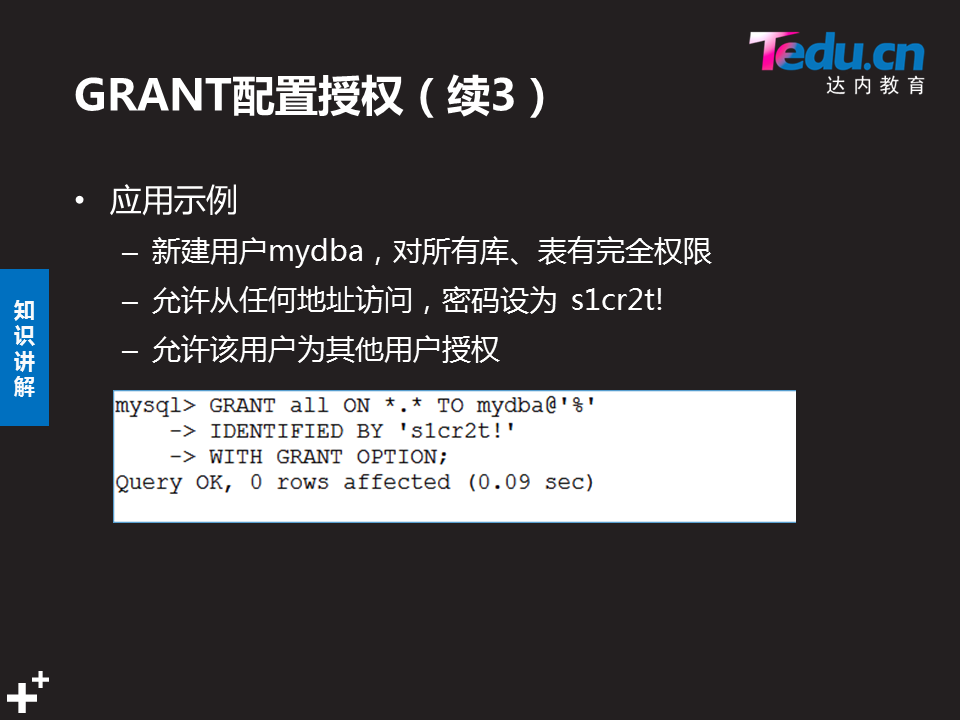 Tedu.cn
达内教育
GRANT配置授权（续3）
• 应用示例
– 新建用户mydba，对所有库、表有完全权限
– 允许从任何地址访问，密码设为 s1cr2t!
– 允许该用户为其他用户授权
知识讲解
mysql> GRANT all ON *.* TO mydba@'%'
-> IDENTIFIED BY 's1cr2t!'
-> WITH GRANT OPTION;
Query OK, 0 rows affected (0.09 sec)